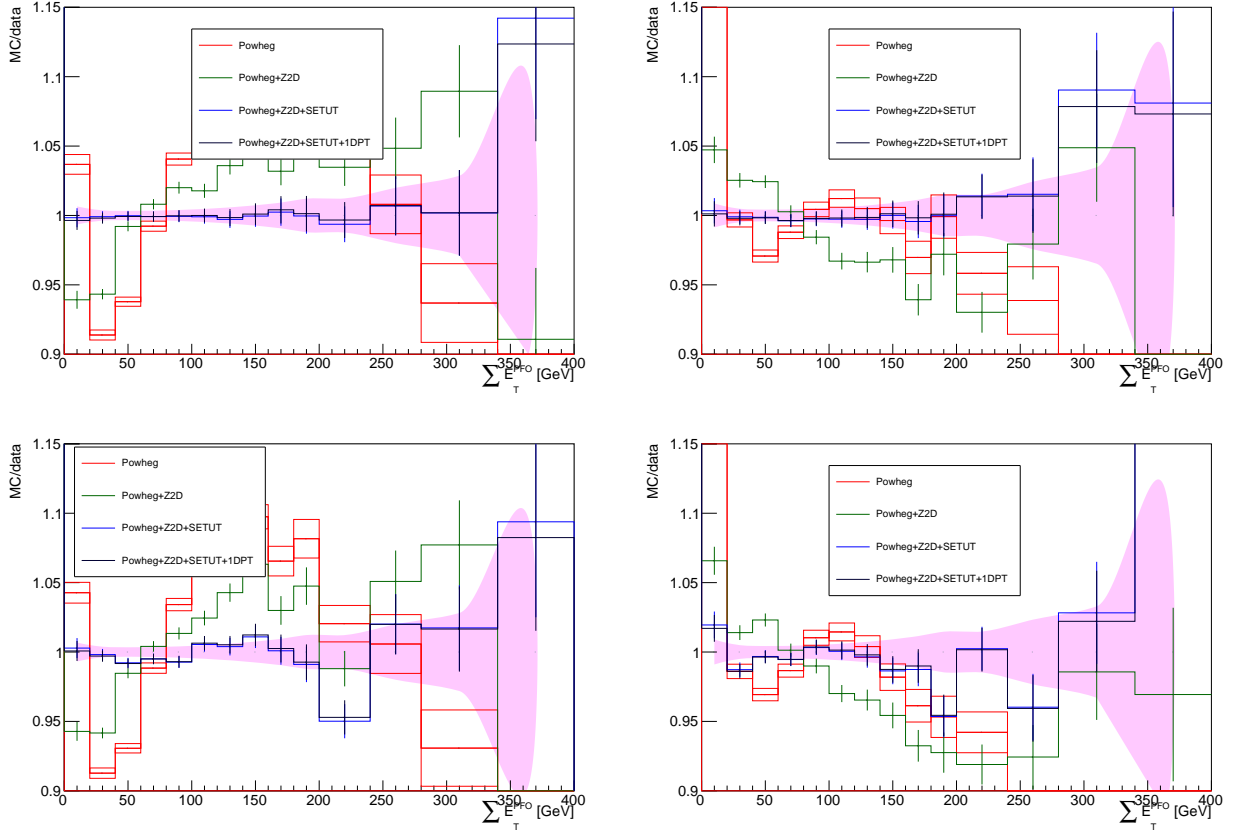 MC/data
1.15
1.1
1.05
1
0.95
0.9
Powheg
Powheg+Z2D
Powheg+Z2D+SETUT
Powheg+Z2D+SETUT+1DPT
0 50 100 150 200 250 300 350 400
∑ E_T^PFO [GeV]
MC/data
1.15
1.1
1.05
1
0.95
0.9
Powheg
Powheg+Z2D
Powheg+Z2D+SETUT
Powheg+Z2D+SETUT+1DPT
0 50 100 150 200 250 300 350 400
∑ E_T^PFO [GeV]
MC/data
1.15
1.1
1.05
1
0.95
0.9
Powheg
Powheg+Z2D
Powheg+Z2D+SETUT
Powheg+Z2D+SETUT+1DPT
0 50 100 150 200 250 300 350 400
∑ E_T^PFO [GeV]
MC/data
1.15
1.1
1.05
1
0.95
0.9
Powheg
Powheg+Z2D
Powheg+Z2D+SETUT
Powheg+Z2D+SETUT+1DPT
0 50 100 150 200 250 300 350 400
∑ E_T^PFO [GeV]